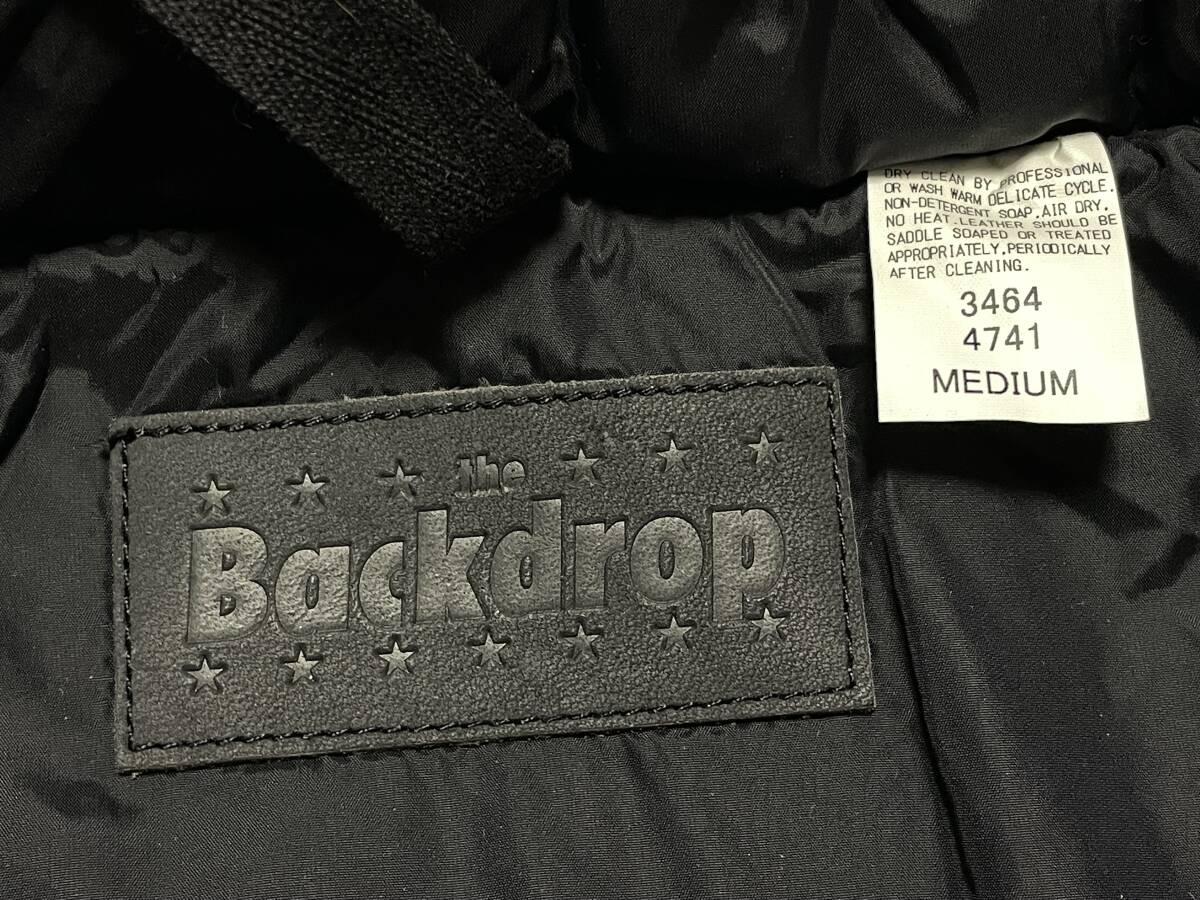 DRY CLEAN BY PROFESSIONAL
OR WASH WARM DELICATE CYCLE.
NON-DETERGENT SOAP.AIR DRY.
NO HEAT.LEATHER SHOULD BE
SADDLE SOAPED OR TREATED
APPROPRIATELY.PERIODICALLY
AFTER CLEANING.
3464
4741
MEDIUM
the
Backdrop